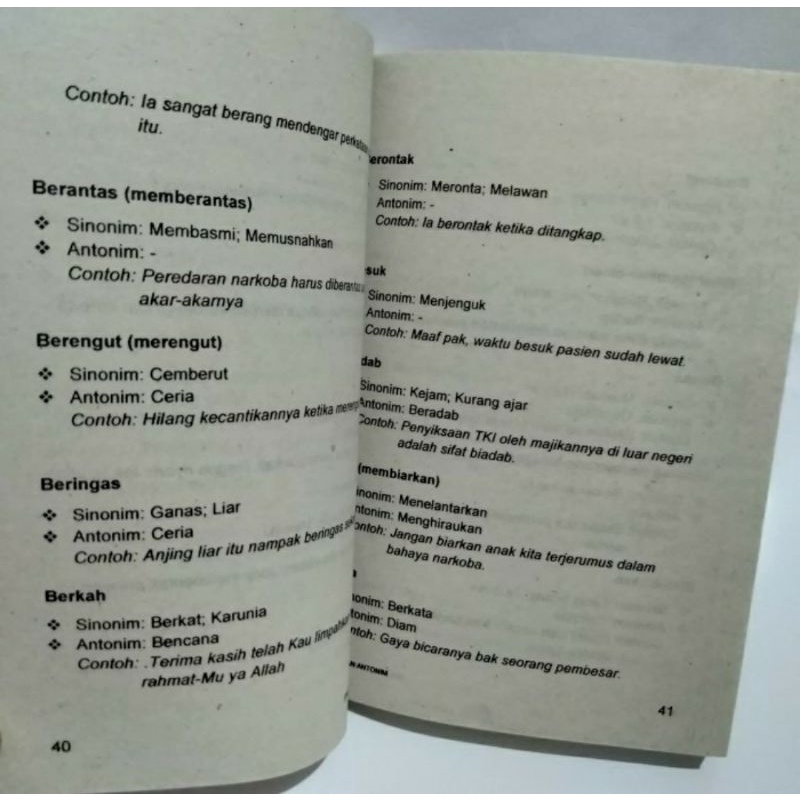 Contoh: Ia sangat berang mendengar
itu.
Berantas (memberantas)
❖ Sinonim: Membasmi; Memusnahkan
❖ Antonim: -
Contoh: Peredaran narkoba harus
akar-akarnya
Berengut (merengut)
❖ Sinonim: Cemberut
❖ Antonim: Ceria
Contoh: Hilang kecantikannya ketika
Beringas
❖ Sinonim: Ganas; Liar
❖ Antonim: Ceria
Contoh: Anjing liar itu nampak beringas
Berkah
❖ Sinonim: Berkat; Karunia
❖ Antonim: Bencana
Contoh: .Terima kasih telah Kau
rahmat-Mu ya Allah
40
erontak
Sinonim: Meronta; Melawan
Antonim: -
Contoh: Ia berontak ketika ditangkap.
suk
Sinonim: Menjenguk
Antonim: -
Contoh: Maaf pak, waktu besuk pasien sudah lewat.
dab
Sinonim: Kejam; Kurang ajar
Antonim: Beradab
Contoh: Penyiksaan TKI oleh majikannya di luar negeri
adalah sifat biadab.
(membiarkan)
inonim: Menelantarkan
ntonim: Menghiraukan
ontoh: Jangan biarkan anak kita terjerumus dalam
bahaya narkoba.
onim: Berkata
tonim: Diam
ntoh: Gaya bicaranya bak seorang pembesar.
N ANTONIM
41